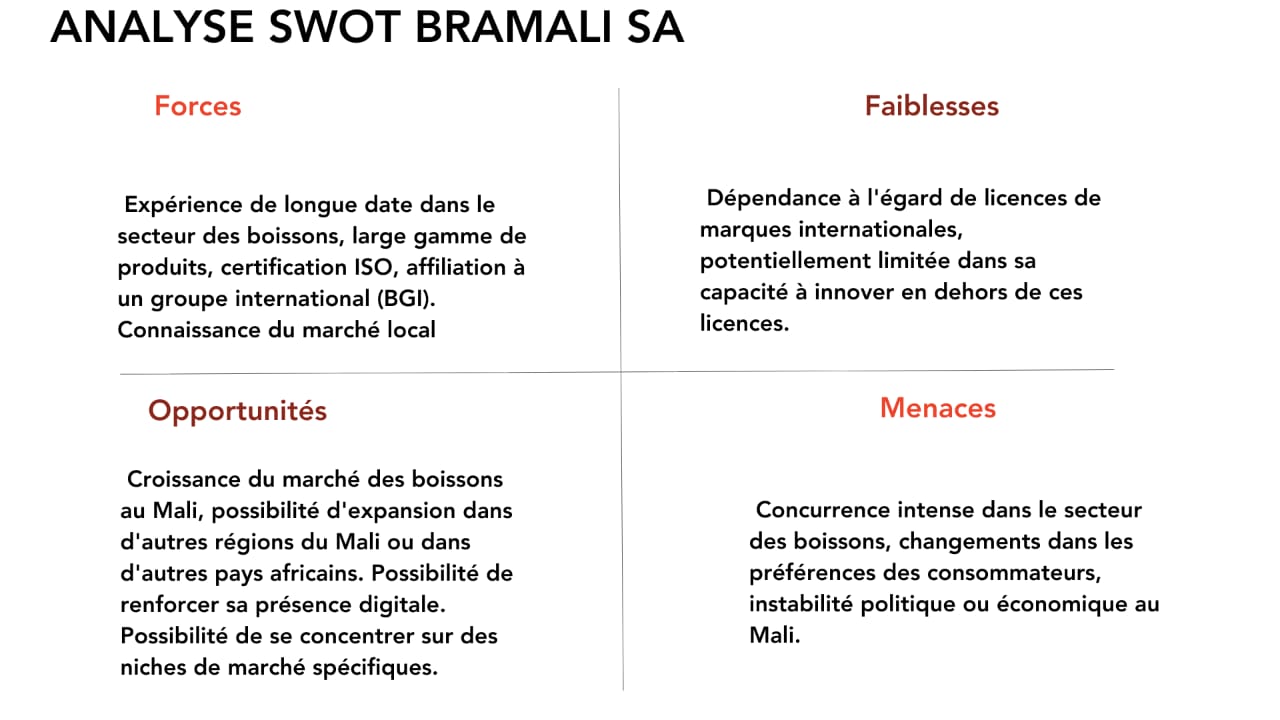 ANALYSE SWOT BRAMALI SA
Forces
Expérience de longue date dans le
secteur des boissons, large gamme de
produits, certification ISO, affiliation à
un groupe international (BGI).
Connaissance du marché local
Faiblesses
Dépendance à l'égard de licences de
marques internationales,
potentiellement limitée dans sa
capacité à innover en dehors de ces
licences.
Opportunités
Croissance du marché des boissons
au Mali, possibilité d'expansion dans
d'autres régions du Mali ou dans
d'autres pays africains. Possibilité de
renforcer sa présence digitale.
Possibilité de se concentrer sur des
niches de marché spécifiques.
Menaces
Concurrence intense dans le secteur
des boissons, changements dans les
préférences des consommateurs,
instabilité politique ou économique au
Mali.